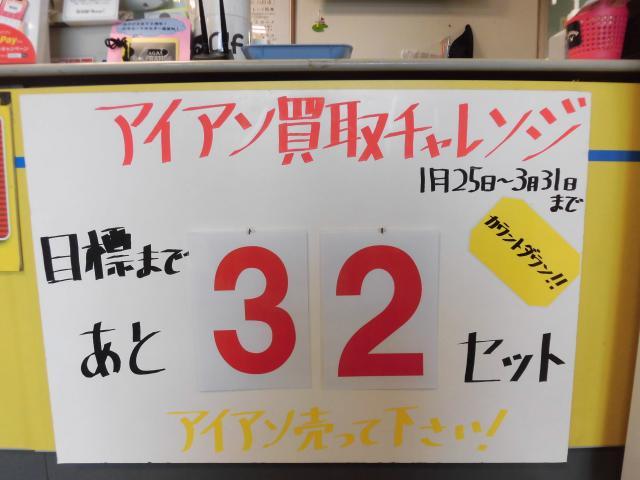 アイアン買取チャレンジ
1月25日～3月31日
まで
カウントダウン!!
目標まで
あと
32
セット
アイアン売って下さい!
Pay